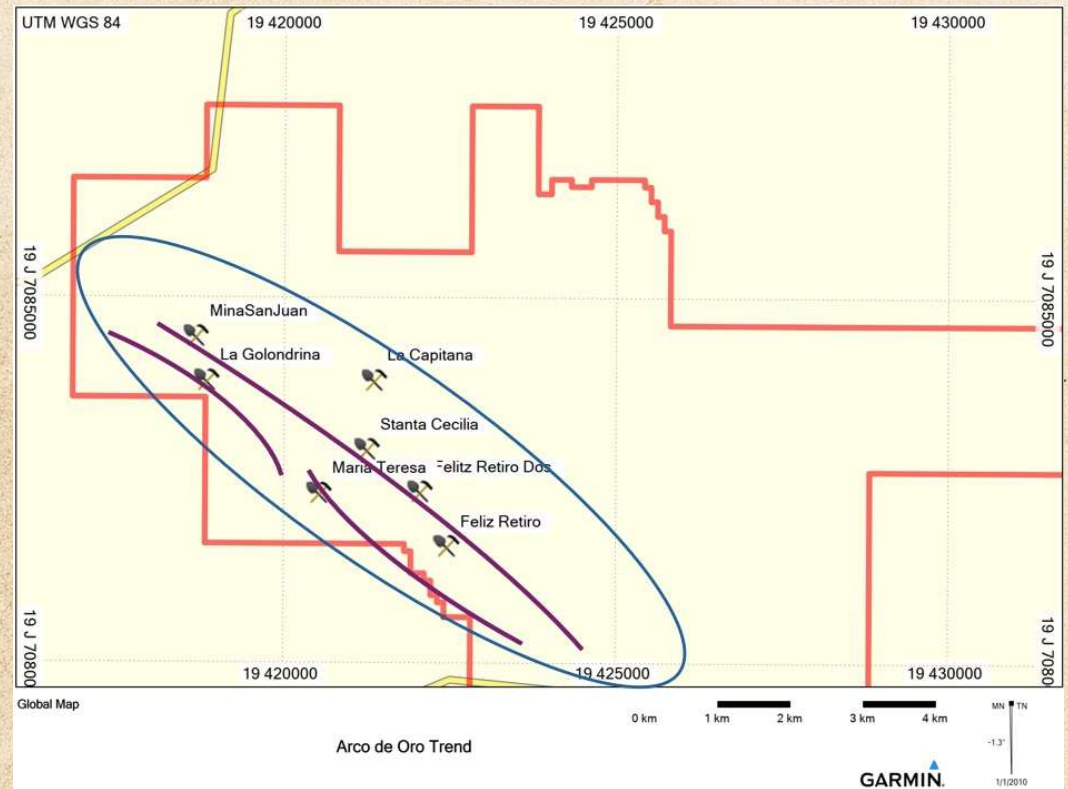 UTM WGS 84
19 420000
19 425000
19 430000
19 J 7085000
19 J 7085000
MinaSanJuan
La Golondrina
La Capitana
Stanta Cecilia
Maria Teresa
Felitz Retiro Dos
Feliz Retiro
19 J 708000
19 J 7080
19 420000
19 425000
19 430000
Global Map
0 km
1 km
2 km
3 km
4 km
MN TN
-1.3°
1/1/2010
Arco de Oro Trend
GARMIN.